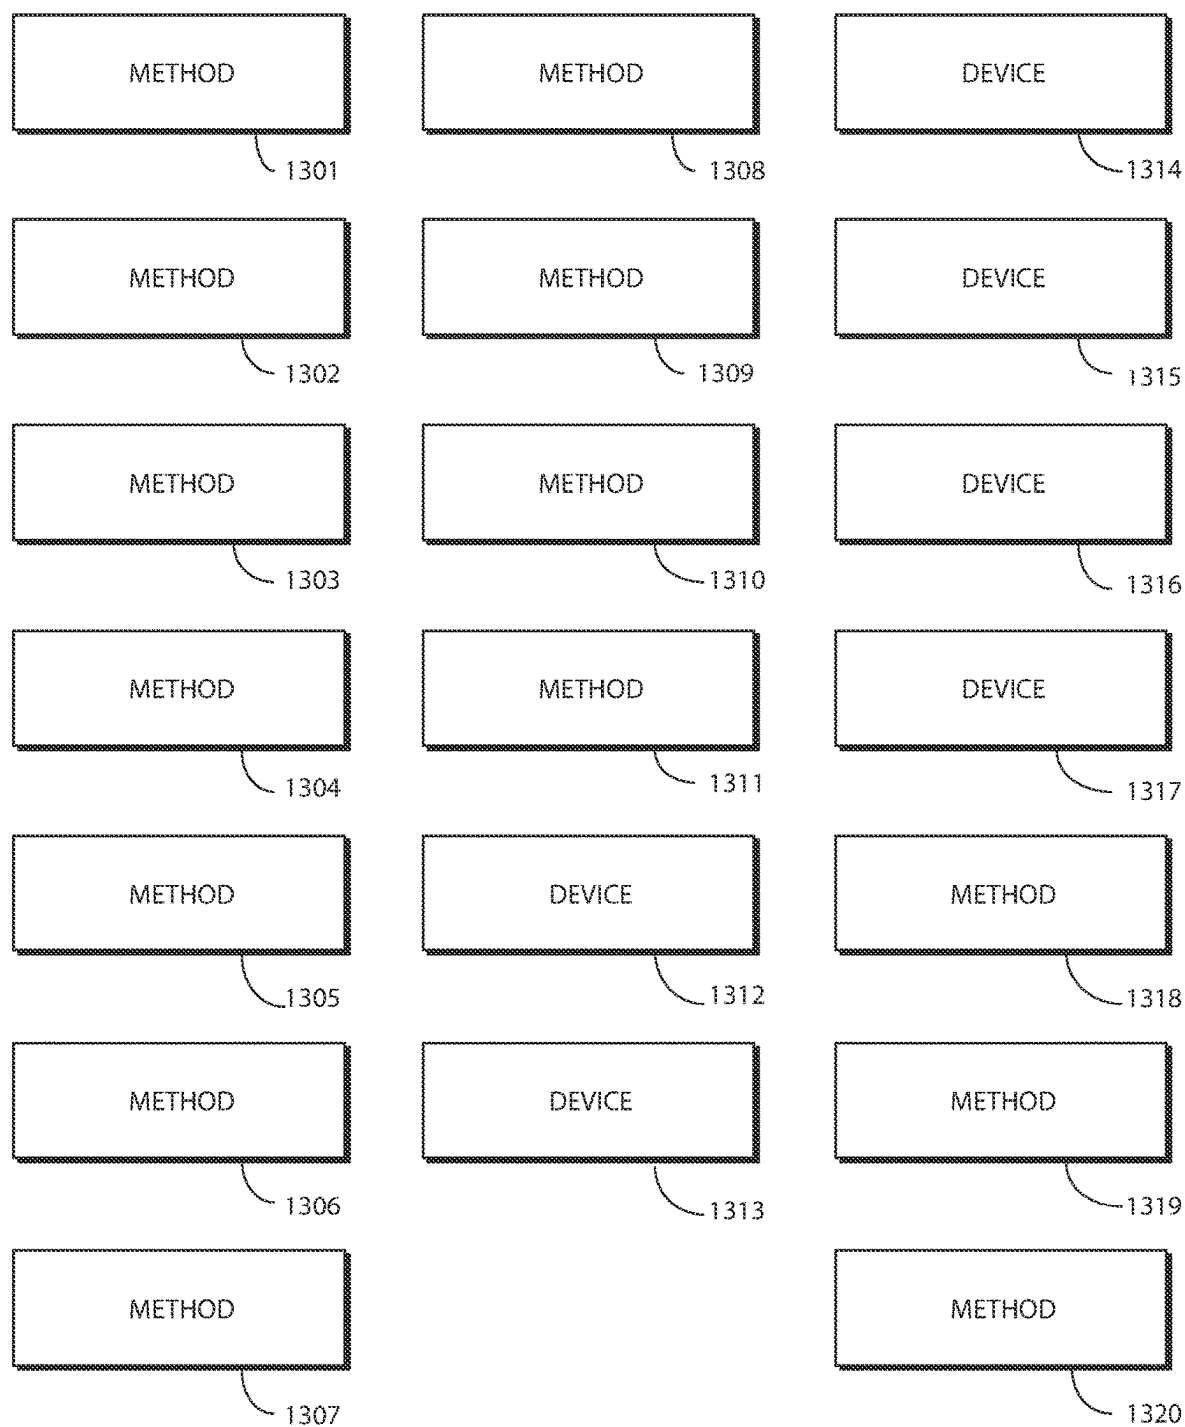 METHOD
1301
METHOD
1302
METHOD
1303
METHOD
1304
METHOD
1305
METHOD
1306
METHOD
1307
METHOD
1308
METHOD
1309
METHOD
1310
METHOD
1311
DEVICE
1312
DEVICE
1313
DEVICE
1314
DEVICE
1315
DEVICE
1316
DEVICE
1317
METHOD
1318
METHOD
1319
METHOD
1320